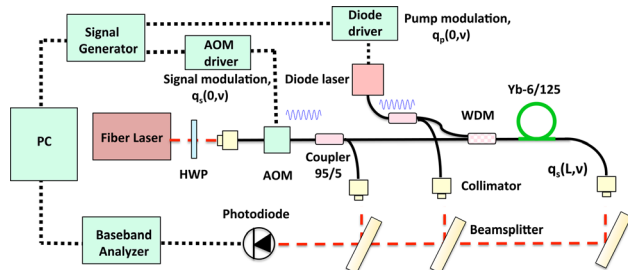 Signal
Generator
AOM
driver
Diode
driver
Pump modulation,
qp(0,ν)
Signal modulation,
qs(0,ν)
Diode laser
Yb-6/125
WDM
PC
Fiber Laser
HWP
AOM
Coupler
95/5
Collimator
qs(L,ν)
Photodiode
Beamsplitter
Baseband
Analyzer